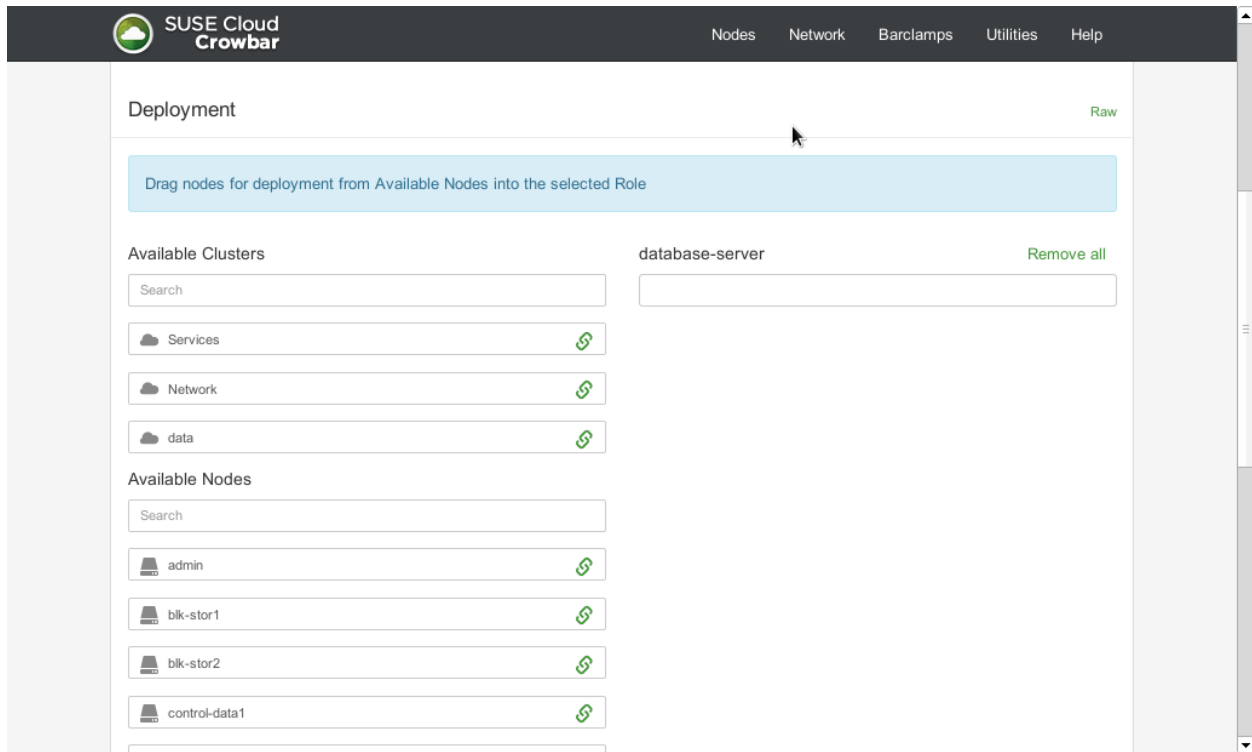 SUSE Cloud
Crowbar
Nodes Network Barclamps Utilities Help
Deployment
Raw
Drag nodes for deployment from Available Nodes into the selected Role
Available Clusters
Search
Services
Network
data
Available Nodes
Search
admin
blk-stor1
blk-stor2
control-data1
database-server
Remove all